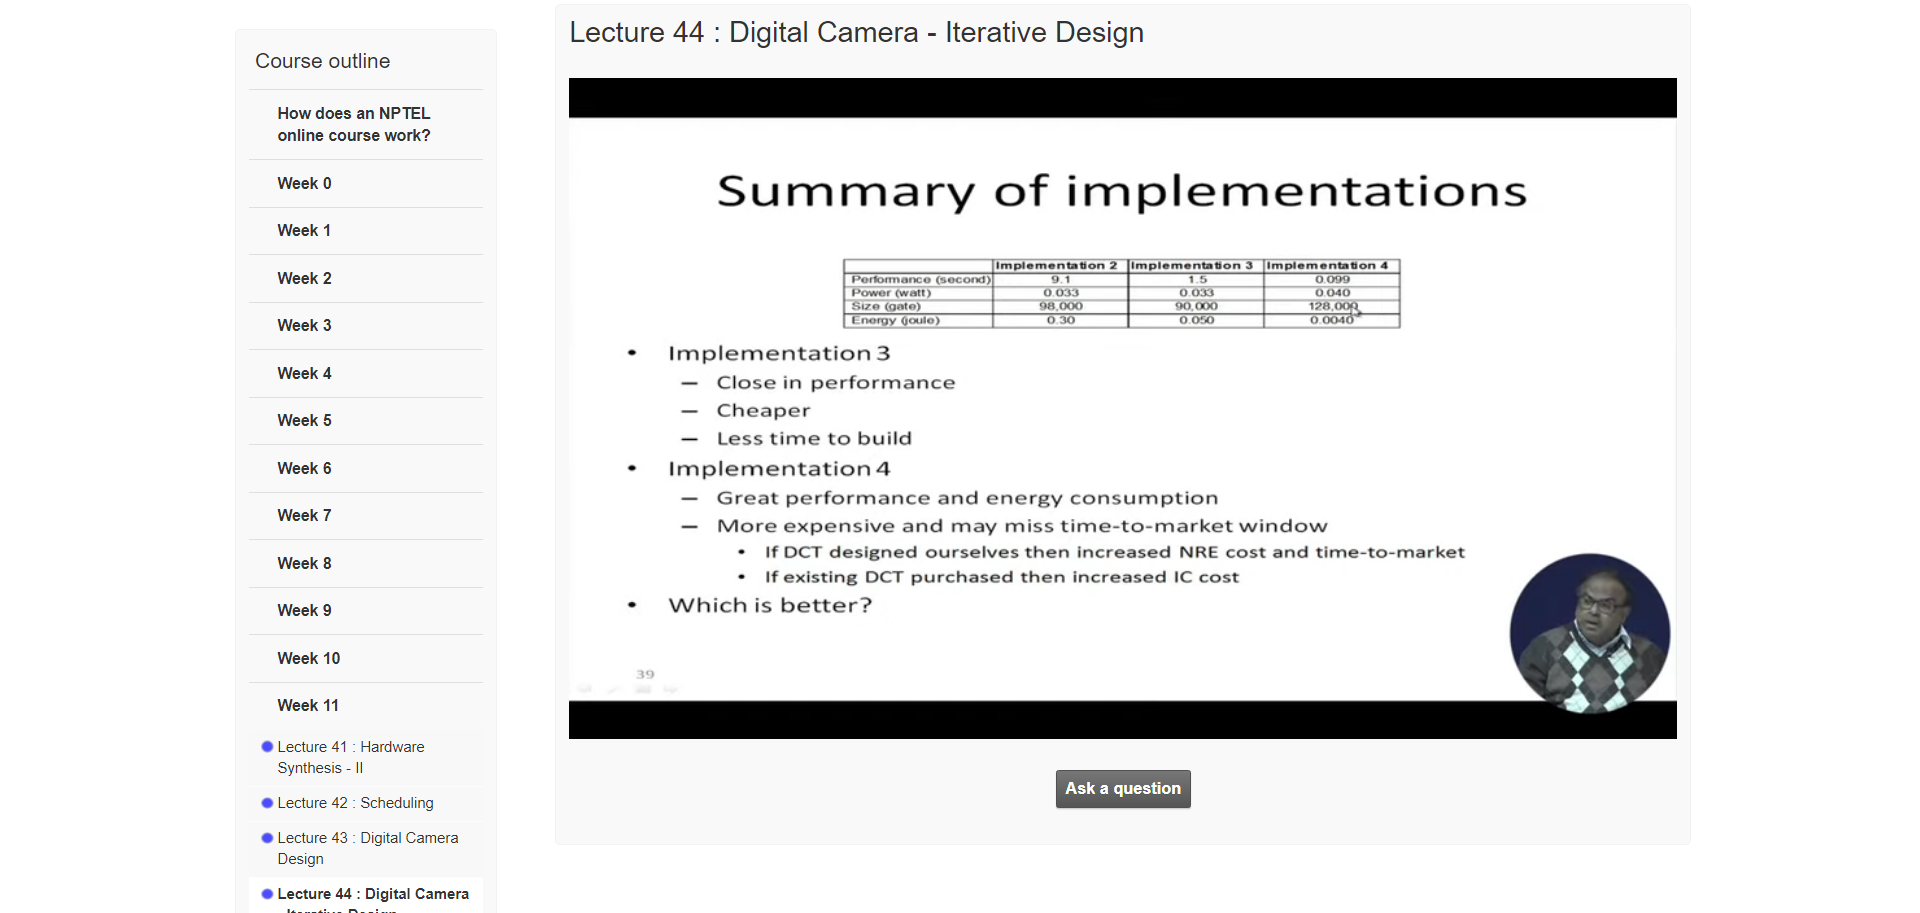 Course outline
How does an NPTEL
online course work?
Week 0
Week 1
Week 2
Week 3
Week 4
Week 5
Week 6
Week 7
Week 8
Week 9
Week 10
Week 11
Lecture 41 : Hardware
Synthesis - II
Lecture 42 : Scheduling
Lecture 43 : Digital Camera
Design
Lecture 44 : Digital Camera
- Iterative Design
Lecture 44 : Digital Camera - Iterative Design
Summary of implementations
Implementation 2 Implementation 3 Implementation 4
Performance (second) 9.1 1.5 0.099
Power (watt) 0.033 0.033 0.040
Size (gate) 98,000 90,000 128,000
Energy (joule) 0.30 0.050 0.0040
• Implementation 3
– Close in performance
– Cheaper
– Less time to build
• Implementation 4
– Great performance and energy consumption
– More expensive and may miss time-to-market window
• If DCT designed ourselves then increased NRE cost and time-to-market
• If existing DCT purchased then increased IC cost
• Which is better?
39
Ask a question